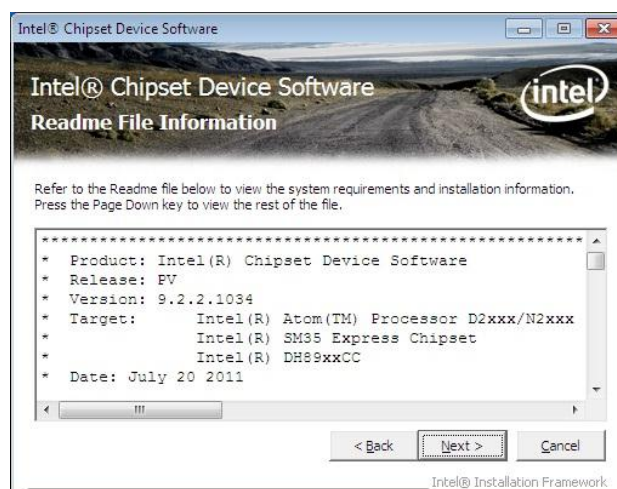 Intel® Chipset Device Software
Intel® Chipset Device Software
intel
Readme File Information
Refer to the Readme file below to view the system requirements and installation information.
Press the Page Down key to view the rest of the file.
************************************************************
* Product: Intel(R) Chipset Device Software
* Release: PV
* Version: 9.2.2.1034
* Target: Intel(R) Atom(TM) Processor D2xxx/N2xxx
* Intel(R) SM35 Express Chipset
* Intel(R) DH89xxCC
* Date: July 20 2011
< Back Next > Cancel
Intel® Installation Framework